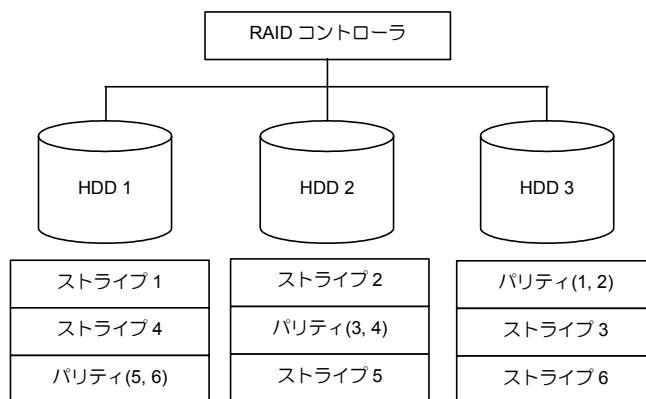 RAID コントローラ
HDD 1
HDD 2
HDD 3
ストライプ 1
ストライプ 2
パリティ(1, 2)
ストライプ 4
パリティ(3, 4)
ストライプ 3
パリティ(5, 6)
ストライプ 5
ストライプ 6